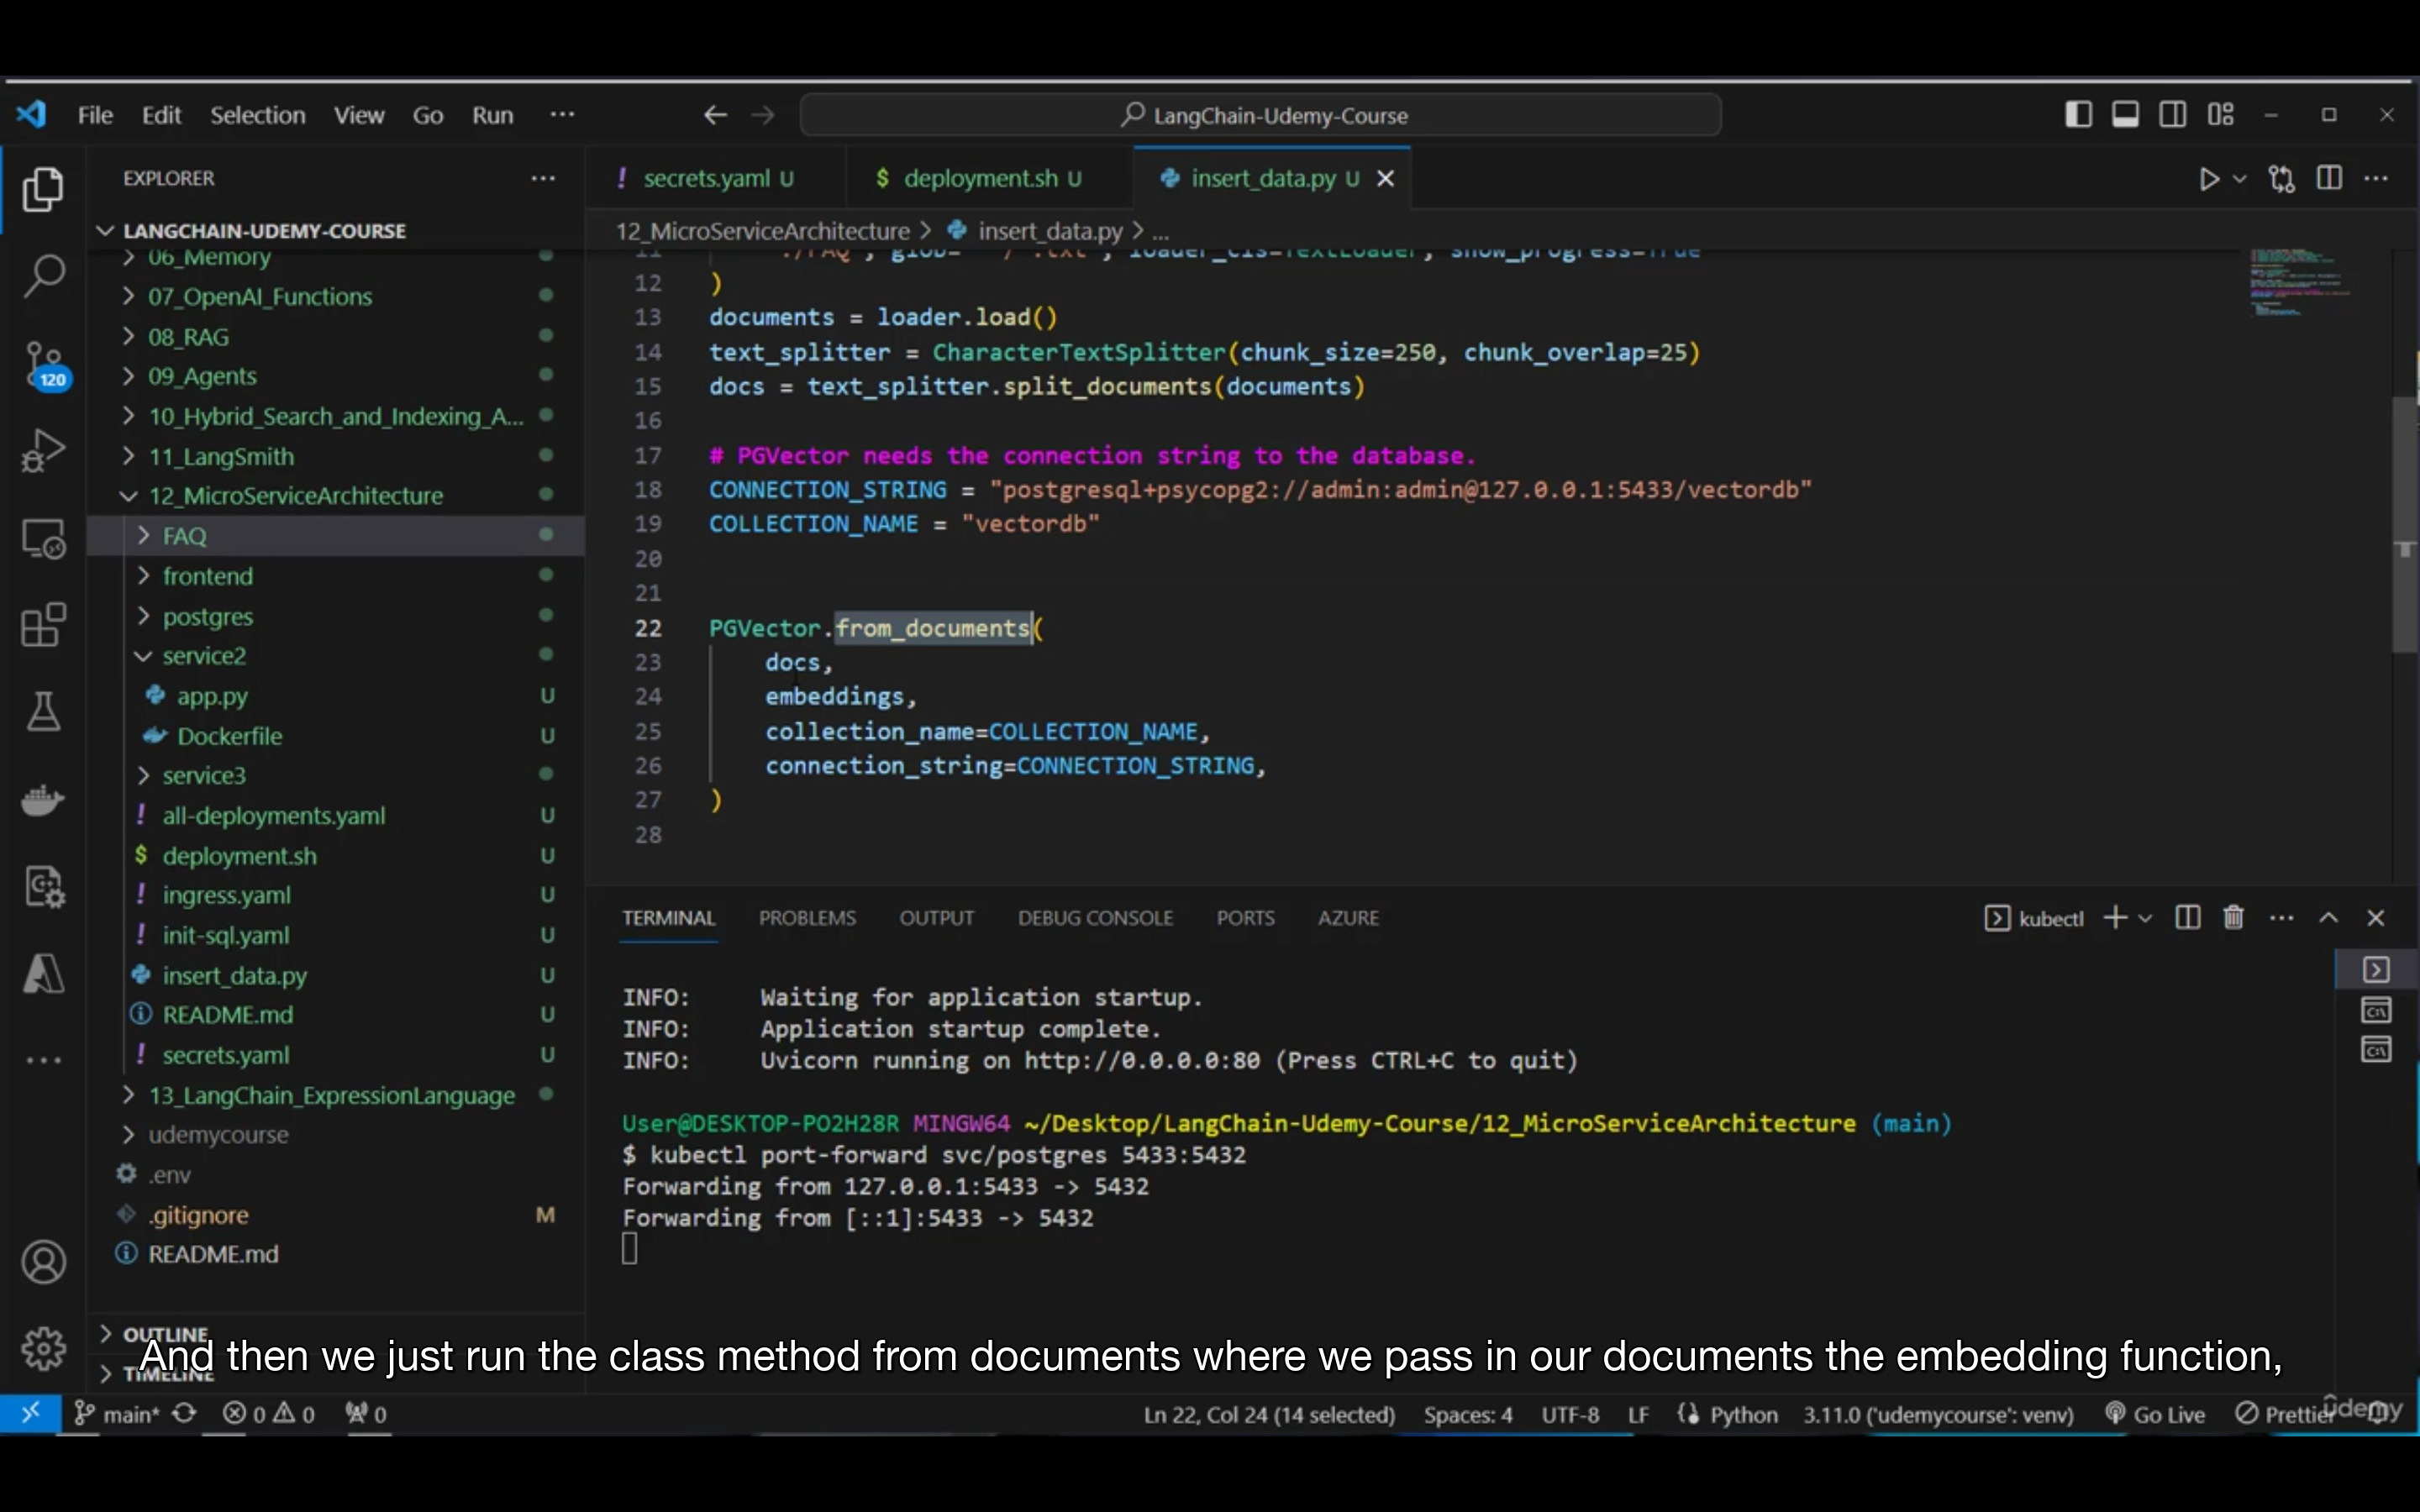 File Edit Selection View Go Run ...
LangChain-Udemy-Course
EXPLORER
LANGCHAIN-UDEMY-COURSE
06_Memory
07_OpenAI_Functions
08_RAG
09_Agents
10_Hybrid_Search_and_Indexing_A...
11_LangSmith
12_MicroServiceArchitecture
FAQ
frontend
postgres
service2
app.py U
Dockerfile U
service3
! all-deployments.yaml U
$ deployment.sh U
! ingress.yaml U
! init-sql.yaml U
insert_data.py U
README.md U
! secrets.yaml U
13_LangChain_ExpressionLanguage
udemycourse
.env
.gitignore M
README.md
OUTLINE
TIMELINE
120
! secrets.yaml U $ deployment.sh U insert_data.py U
12_MicroServiceArchitecture > insert_data.py > ...
11 "./FAQ", glob= loader_cls=TextLoader, show_progress=True
12 )
13 documents = loader.load()
14 text_splitter = CharacterTextSplitter(chunk_size=250, chunk_overlap=25)
15 docs = text_splitter.split_documents(documents)
16
17 # PGVector needs the connection string to the database.
18 CONNECTION_STRING = "postgresql+psycopg2://admin:admin@127.0.0.1:5433/vectordb"
19 COLLECTION_NAME = "vectordb"
20
21
22 PGVector.from_documents(
23 docs,
24 embeddings,
25 collection_name=COLLECTION_NAME,
26 connection_string=CONNECTION_STRING,
27 )
28
TERMINAL PROBLEMS OUTPUT DEBUG CONSOLE PORTS AZURE
kubectl
INFO: Waiting for application startup.
INFO: Application startup complete.
INFO: Uvicorn running on http://0.0.0.0:80 (Press CTRL+C to quit)
User@DESKTOP-PO2H28R MINGW64 ~/Desktop/LangChain-Udemy-Course/12_MicroServiceArchitecture (main)
$ kubectl port-forward svc/postgres 5433:5432
Forwarding from 127.0.0.1:5433 -> 5432
Forwarding from [::1]:5433 -> 5432
And then we just run the class method from documents where we pass in our documents the embedding function,
main* 0 0 0 Ln 22, Col 24 (14 selected) Spaces: 4 UTF-8 LF Python 3.11.0 ('udemycourse': venv) Go Live Prettier
ûdemy